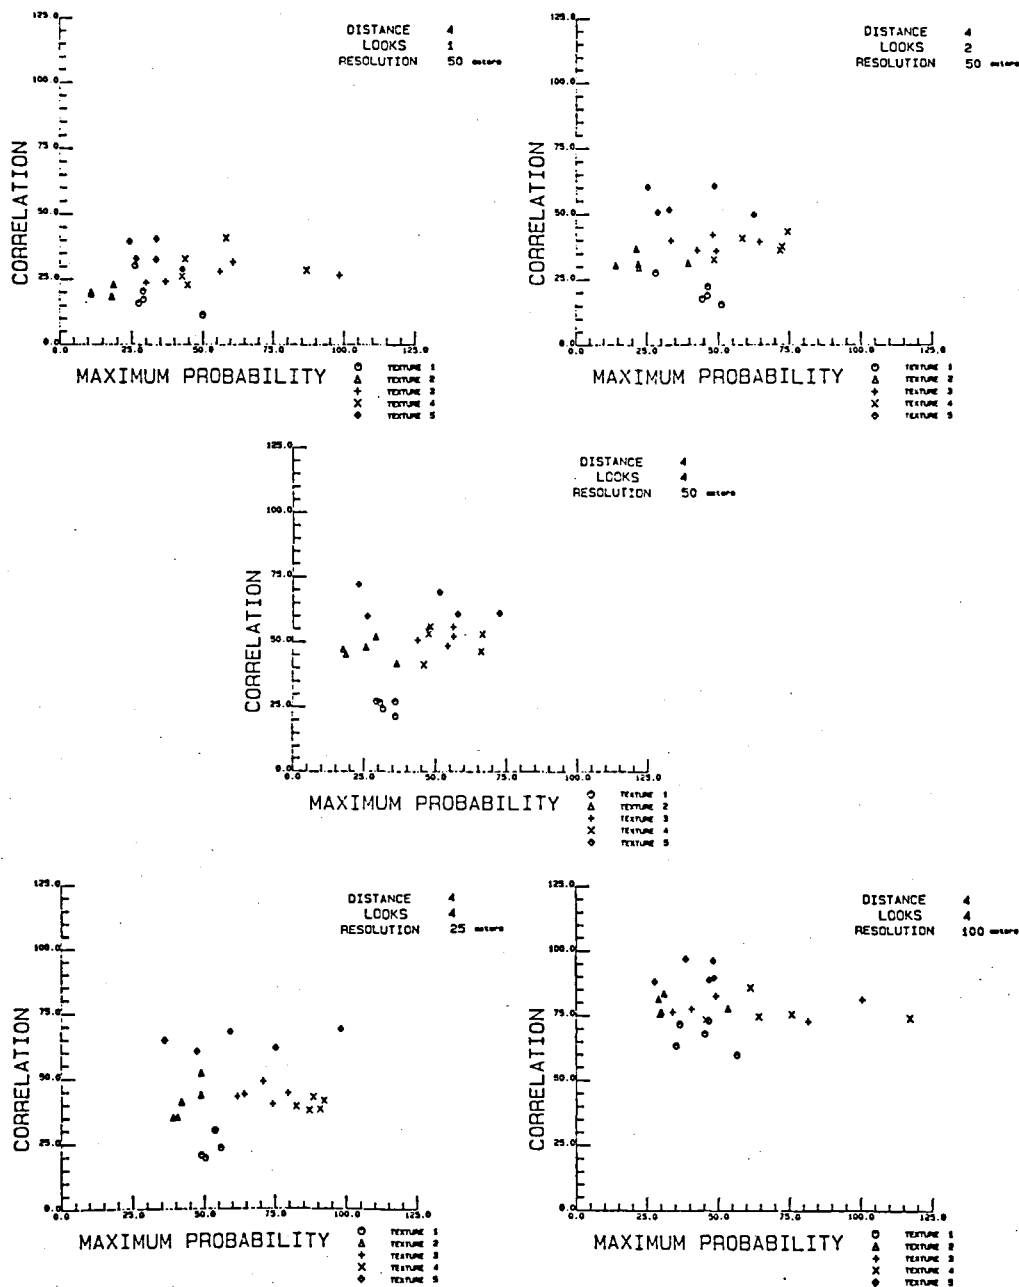 DISTANCE 4
LOOKS 1
RESOLUTION 50 meters
125.0
100.0
75.0
50.0
25.0
0.0
CORRELATION
0.0 25.0 50.0 75.0 100.0 125.0
MAXIMUM PROBABILITY
TEXTURE 1
TEXTURE 2
TEXTURE 3
TEXTURE 4
TEXTURE 5
DISTANCE 4
LOOKS 2
RESOLUTION 50 meters
125.0
100.0
75.0
50.0
25.0
0.0
CORRELATION
0.0 25.0 50.0 75.0 100.0 125.0
MAXIMUM PROBABILITY
TEXTURE 1
TEXTURE 2
TEXTURE 3
TEXTURE 4
TEXTURE 5
DISTANCE 4
LOOKS 4
RESOLUTION 50 meters
125.0
100.0
75.0
50.0
25.0
0.0
CORRELATION
0.0 25.0 50.0 75.0 100.0 125.0
MAXIMUM PROBABILITY
TEXTURE 1
TEXTURE 2
TEXTURE 3
TEXTURE 4
TEXTURE 5
DISTANCE 4
LOOKS 4
RESOLUTION 25 meters
125.0
100.0
75.0
50.0
25.0
0.0
CORRELATION
0.0 25.0 50.0 75.0 100.0 125.0
MAXIMUM PROBABILITY
TEXTURE 1
TEXTURE 2
TEXTURE 3
TEXTURE 4
TEXTURE 5
DISTANCE 4
LOOKS 4
RESOLUTION 100 meters
125.0
100.0
75.0
50.0
25.0
0.0
CORRELATION
0.0 25.0 50.0 75.0 100.0 125.0
MAXIMUM PROBABILITY
TEXTURE 1
TEXTURE 2
TEXTURE 3
TEXTURE 4
TEXTURE 5